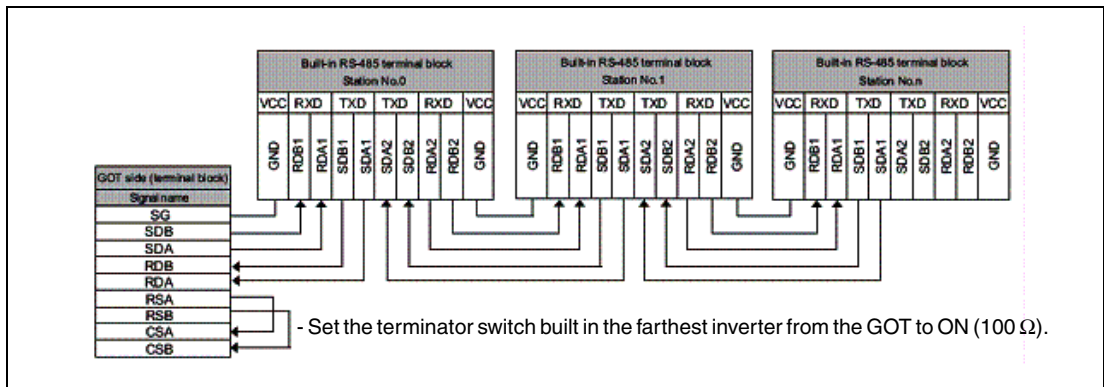 Built-in RS-485 terminal block
Station No.0
VCC RXD TXD TXD RXD VCC
GND RDB1 RDA1 SDB1 SDA1 SDA2 SDB2 RDA2 RDB2 GND
Built-in RS-485 terminal block
Station No.1
VCC RXD TXD TXD RXD VCC
GND RDB1 RDA1 SDB1 SDA1 SDA2 SDB2 RDA2 RDB2 GND
Built-in RS-485 terminal block
Station No.n
VCC RXD TXD TXD RXD VCC
GND RDB1 RDA1 SDB1 SDA1 SDA2 SDB2 RDA2 RDB2 GND
GOT side (terminal block)
Signal name
SG
SDB
SDA
RDB
RDA
RSA
RSB
CSA
CSB
- Set the terminator switch built in the farthest inverter from the GOT to ON (100 Ω).